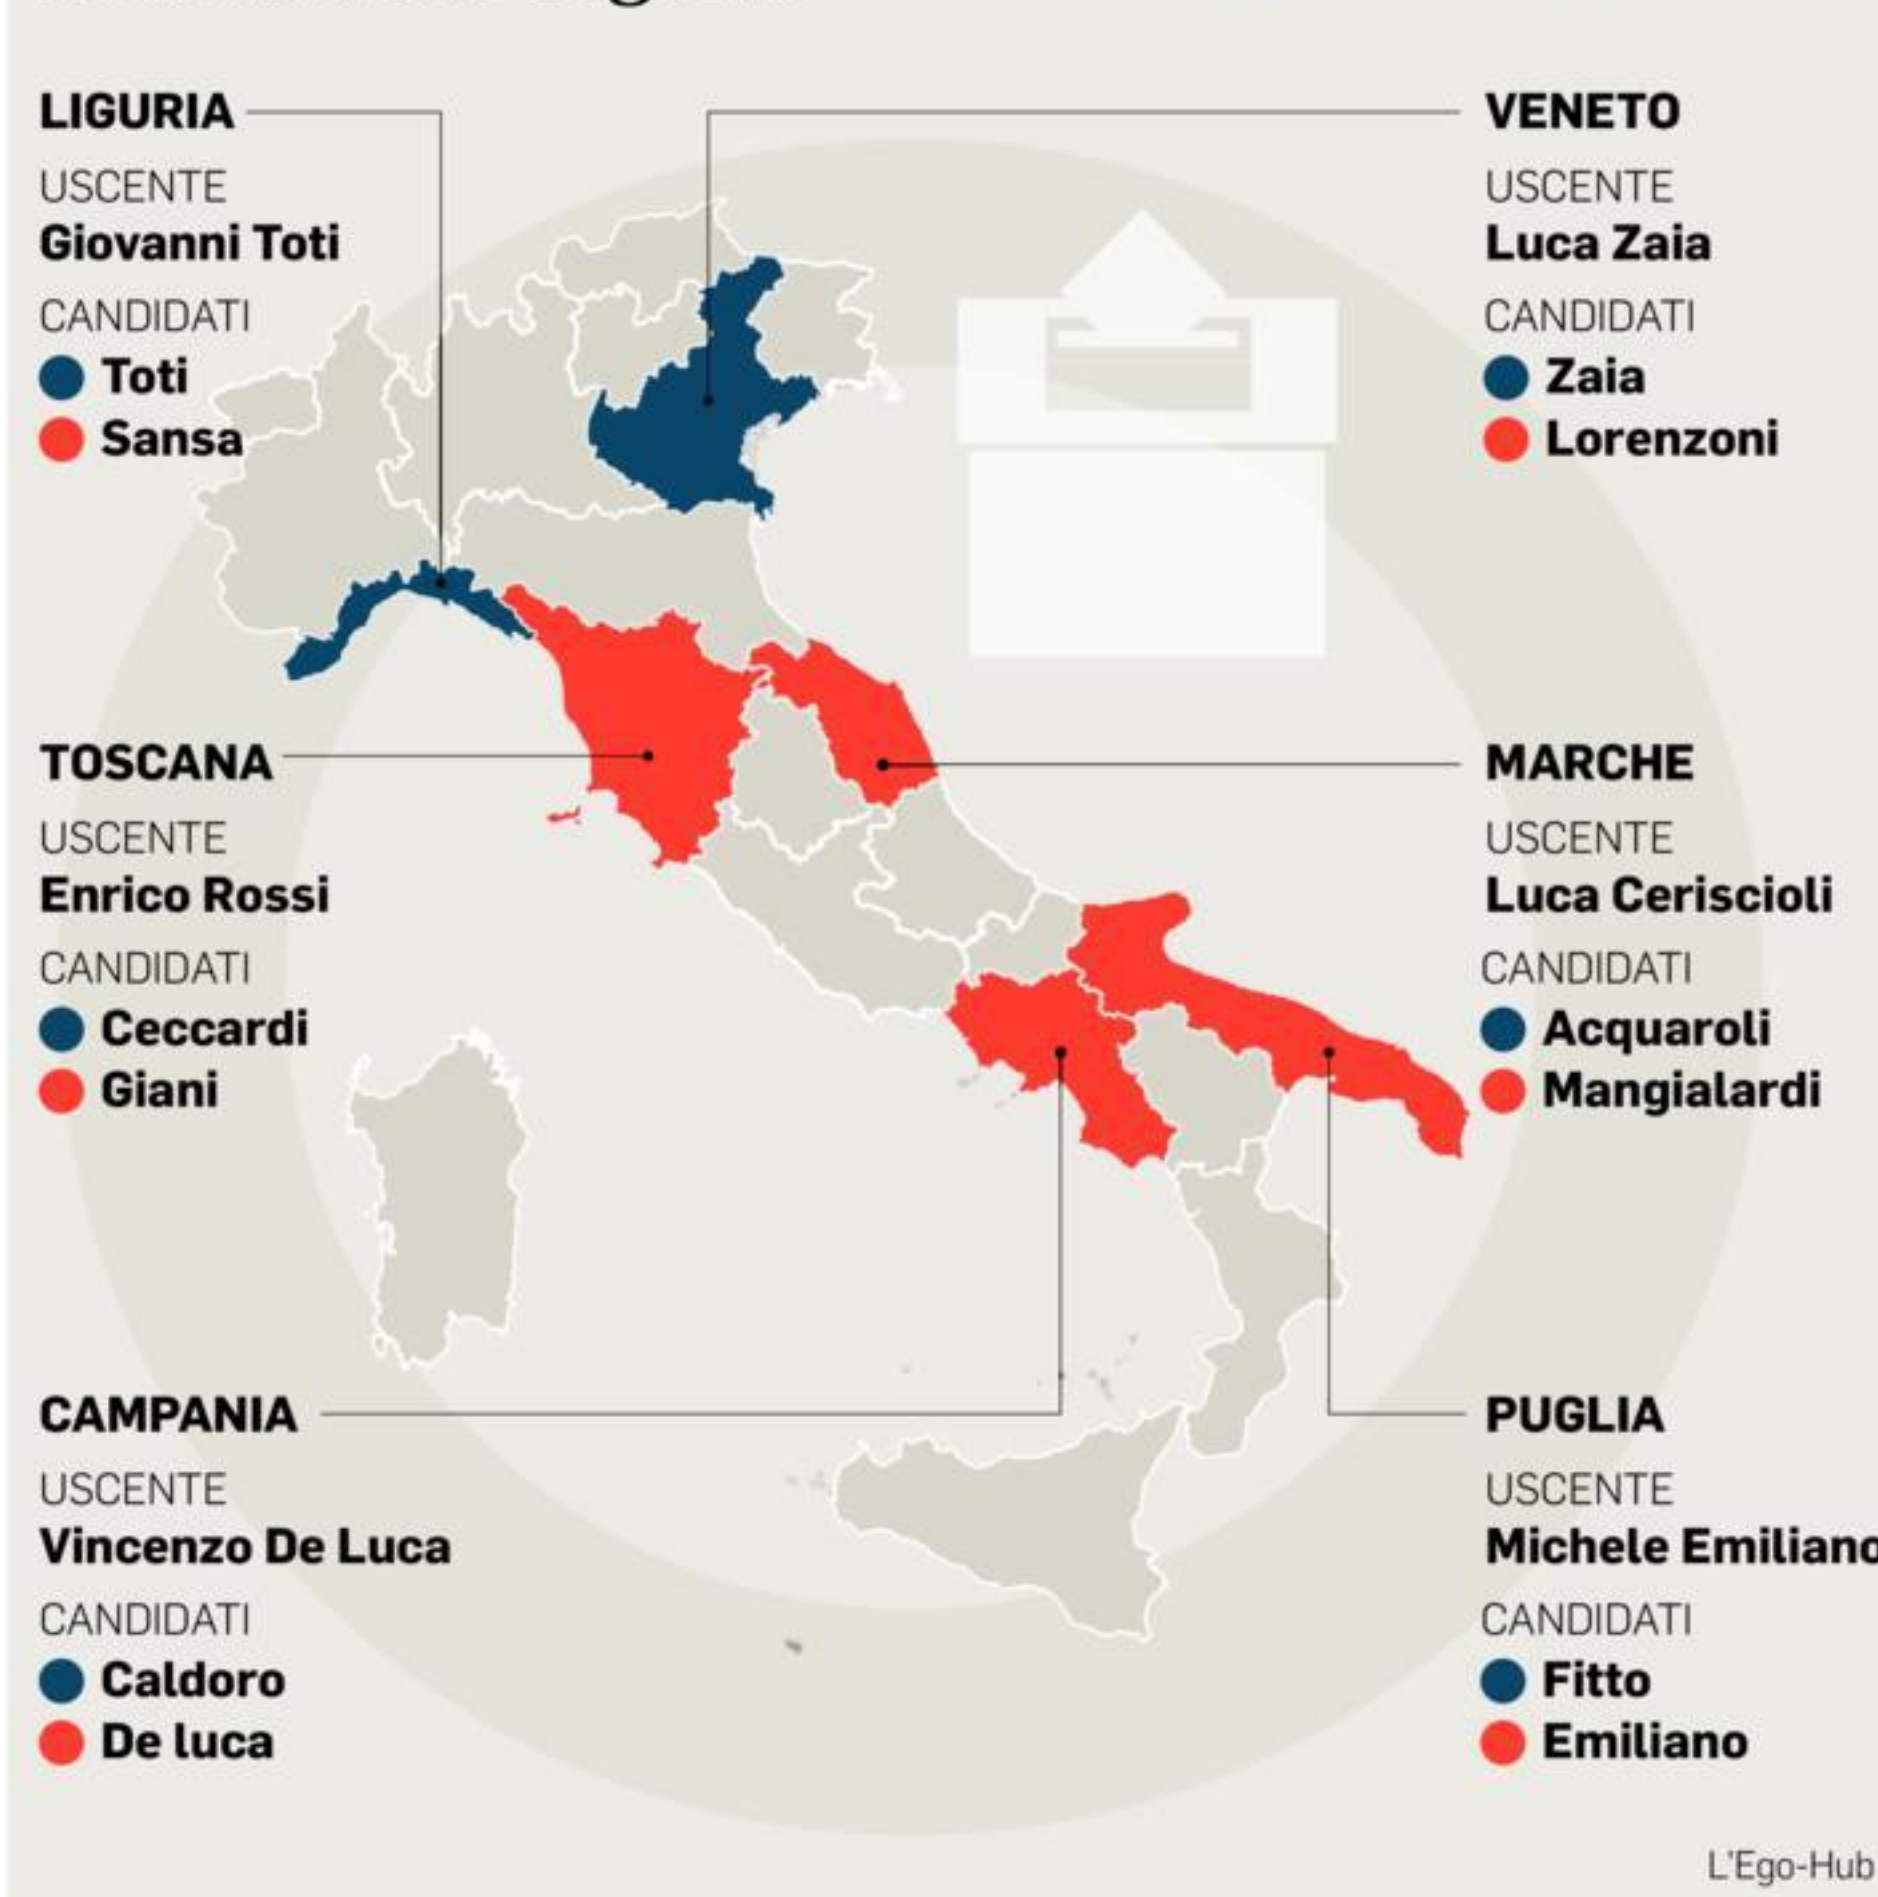 LIGURIA
USCENTE
Giovanni Toti
CANDIDATI
Toti
Sansa
VENETO
USCENTE
Luca Zaia
CANDIDATI
Zaia
Lorenzoni
TOSCANA
USCENTE
Enrico Rossi
CANDIDATI
Ceccardi
Giani
MARCHE
USCENTE
Luca Ceriscioli
CANDIDATI
Acquaroli
Mangialardi
CAMPANIA
USCENTE
Vincenzo De Luca
CANDIDATI
Caldoro
De luca
PUGLIA
USCENTE
Michele Emiliano
CANDIDATI
Fitto
Emiliano
L'Ego-Hub